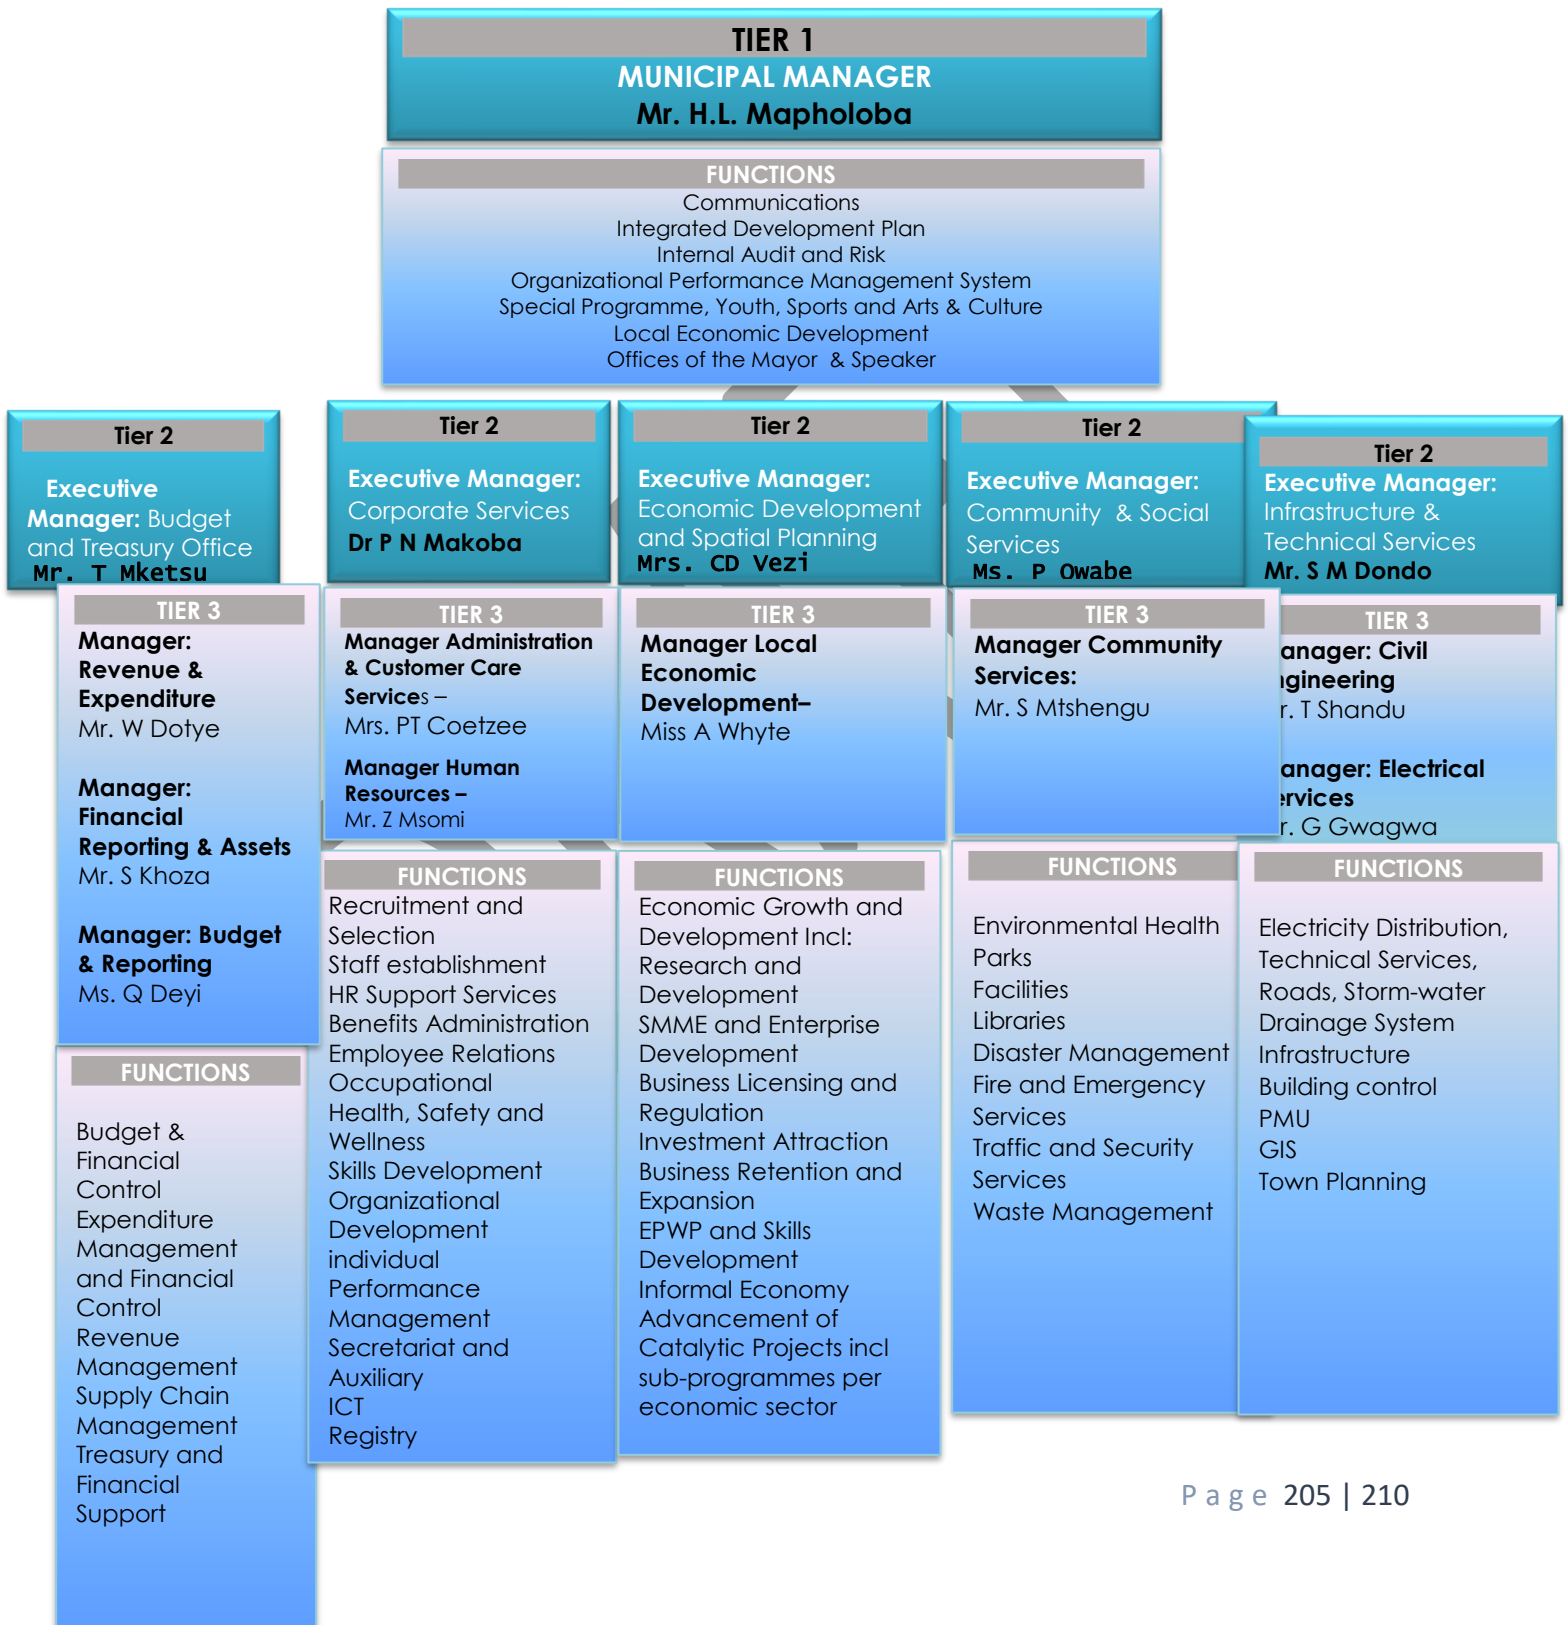 TIER 1
MUNICIPAL MANAGER
Mr. H.L. Mapholoba
FUNCTIONS
Communications
Integrated Development Plan
Internal Audit and Risk
Organizational Performance Management System
Special Programme, Youth, Sports and Arts & Culture
Local Economic Development
Offices of the Mayor & Speaker
Tier 2
Executive
Manager: Budget
and Treasury Office
Mr. T Mketsu
TIER 3
Manager:
Revenue &
Expenditure
Mr. W Dotye
Manager:
Financial
Reporting & Assets
Mr. S Khoza
Manager: Budget
& Reporting
Ms. Q Deyi
FUNCTIONS
Budget &
Financial
Control
Expenditure
Management
and Financial
Control
Revenue
Management
Supply Chain
Management
Treasury and
Financial
Support
Tier 2
Executive Manager:
Corporate Services
Dr P N Makoba
TIER 3
Manager Administration
& Customer Care
Services –
Mrs. PT Coetzee
Manager Human
Resources –
Mr. Z Msomi
FUNCTIONS
Recruitment and
Selection
Staff establishment
HR Support Services
Benefits Administration
Employee Relations
Occupational
Health, Safety and
Wellness
Skills Development
Organizational
Development
individual
Performance
Management
Secretariat and
Auxiliary
ICT
Registry
Tier 2
Executive Manager:
Economic Development
and Spatial Planning
Mrs. CD Vezi
TIER 3
Manager Local
Economic
Development–
Miss A Whyte
FUNCTIONS
Economic Growth and
Development Incl:
Research and
Development
SMME and Enterprise
Development
Business Licensing and
Regulation
Investment Attraction
Business Retention and
Expansion
EPWP and Skills
Development
Informal Economy
Advancement of
Catalytic Projects incl
sub-programmes per
economic sector
Tier 2
Executive Manager:
Community & Social
Services
Ms. P
TIER 3
Manager Community
Services:
Mr. S Mtshengu
FUNCTIONS
Environmental Health
Parks
Facilities
Libraries
Disaster Management
Fire and Emergency
Services
Traffic and Security
Services
Waste Management
Tier 2
Executive Manager:
Infrastructure &
Technical Services
Mr. S M Dondo
TIER 3
anager: Civil
gineering
r. T Shandu
anager: Electrical
ervices
r. G Gwagwa
FUNCTIONS
Electricity Distribution,
Technical Services,
Roads, Storm-water
Drainage System
Infrastructure
Building control
PMU
GIS
Town Planning
Page 205 | 210